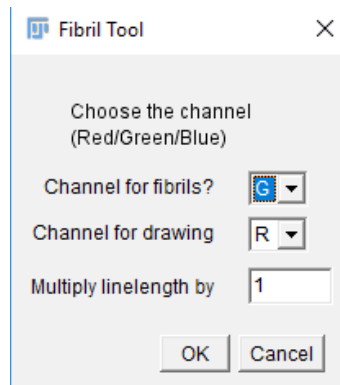 Fibril Tool
Choose the channel
(Red/Green/Blue)
Channel for fibrils? G
Channel for drawing R
Multiply linelength by 1
OK Cancel